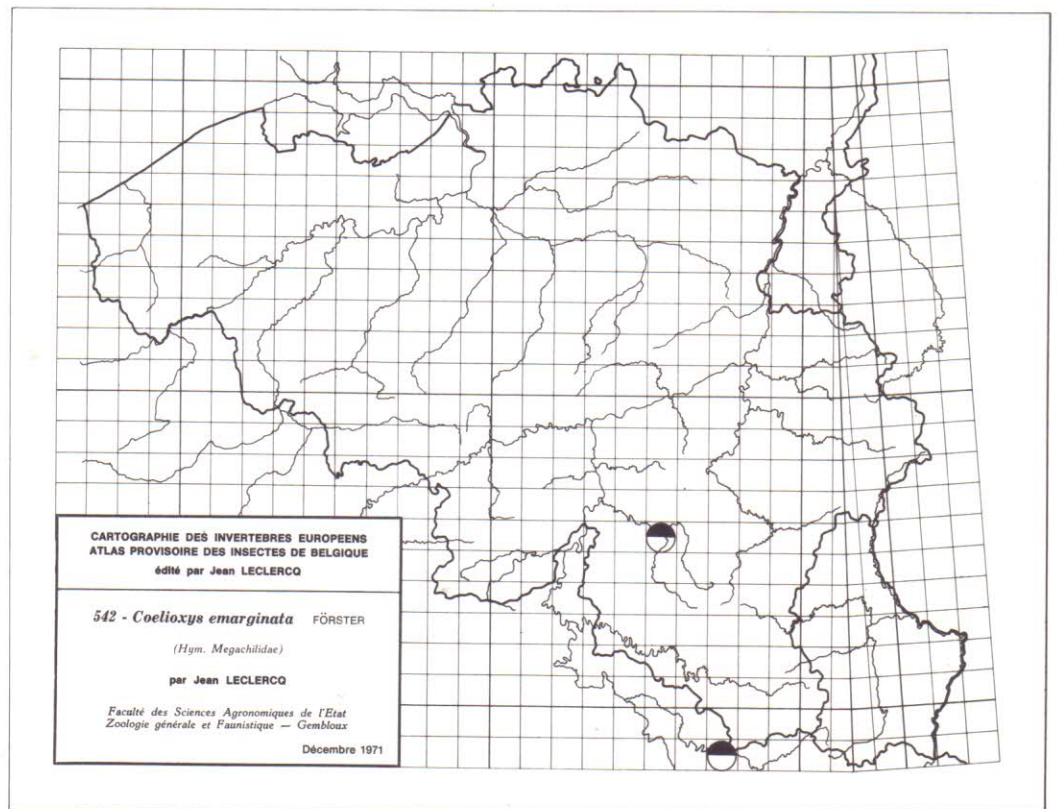 CARTOGRAPHIE DES INVERTEBRES EUROPEENS
ATLAS PROVISOIRE DES INSECTES DE BELGIQUE
édité par Jean LECLERCQ
542 - Coelioxys emarginata FÖRSTER
(Hym. Megachilidae)
par Jean LECLERCQ
Faculté des Sciences Agronomiques de l'Etat
Zoologie générale et Faunistique — Gembloux
Décembre 1971